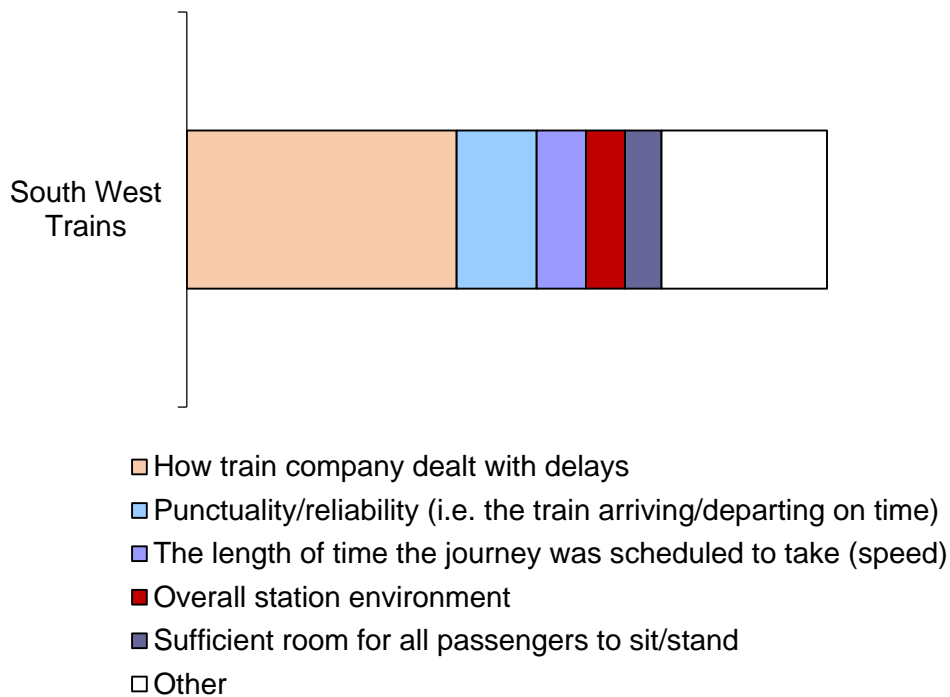 South West
Trains
How train company dealt with delays
Punctuality/reliability (i.e. the train arriving/departing on time)
The length of time the journey was scheduled to take (speed)
Overall station environment
Sufficient room for all passengers to sit/stand
Other